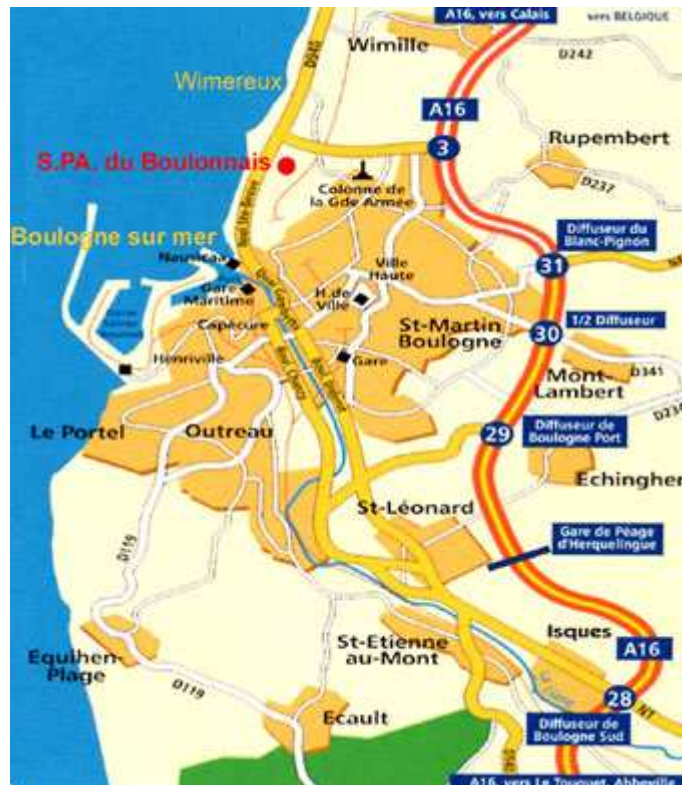 A16, vers Calais
vers BELGIQUE
D940
Wimille
D242
Wimereux
A16
3
Rupembert
S.PA. du Boulonnais
Colonne de
la Gde Armée
D237
Diffuseur du
Blanc-Pignon
Boulogne sur mer
Nausicaa
Ville
Haute
31
Gare
Maritime
H.de
Ville
Capécure
St-Martin
Boulogne
30
1/2 Diffuseur
Henriville
Gare
D341
Mont-
Lambert
Le Portel
Outreau
29
Diffuseur de
Boulogne Port
Echinghen
St-Léonard
D119
Gare de Péage
d'Herquelingue
Isques
Equihen-
Plage
St-Etienne
au-Mont
A16
D119
28
Ecault
Diffuseur de
Boulogne Sud
A16, vers Le Touquet, Abbeville